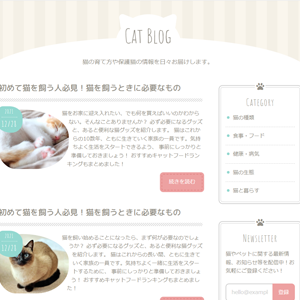 CAT BLOG
猫の育て方や保護猫の情報を日々お届けします。
初めて猫を飼う人必見！猫を飼うときに必要なもの
12/23
猫をお家に迎え入れたい、でも何を買えばいいのかわから
ない。そんなことありませんか？ 必ず必要になるグッズ
と、あると便利な猫グッズを紹介します。 猫はこれから
の10数年、ともに生きていく家族の一員です。気持
ちよく生活をスタートできるよう、事前にしっかりと
準備しておきましょう！ おすすめキャットフードラン
キングもまとめました！
続きを読む
初めて猫を飼う人必見！猫を飼うときに必要なもの
12/21
猫を飼い始めることになったら、まず何が必要なのでしょ
うか？ 必ず必要になるグッズと、あると便利な猫グッズ
を紹介します。 猫はこれからの長い間、ともに生きて
いく家族の一員です。気持ちよく一緒に生活をスター
トするために、 事前にしっかりと準備しておきましょ
う！ おすすめキャットフードランキングもまとめまし
た！
CATEGORY
猫の種類
食事・フード
健康・病気
猫の生態
猫と暮らす
NEWSLETTER
猫やペットに関する最新情
報、お知らせ等を配信中！お
気軽にご登録ください！
登録